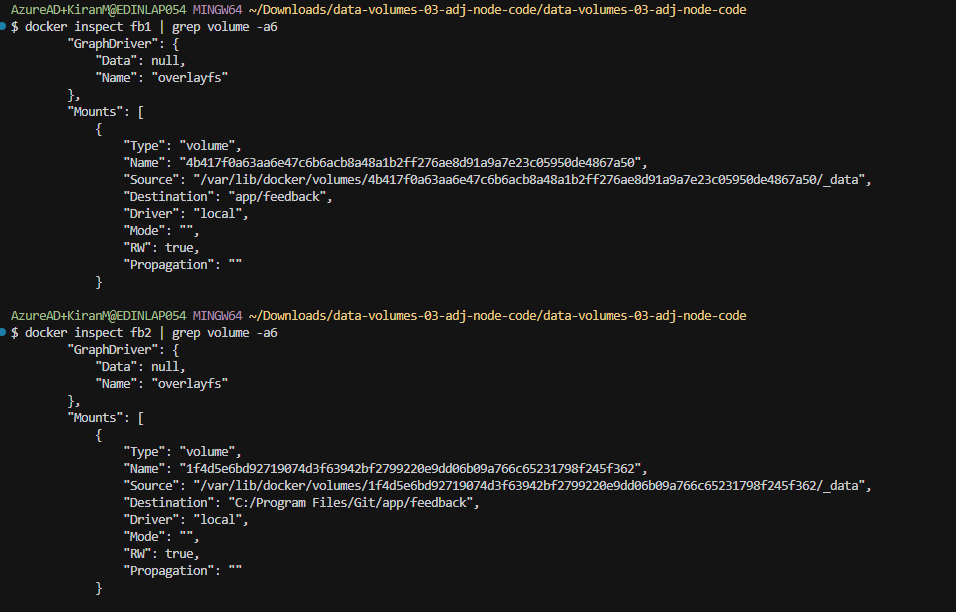 AzureAD+KiranM@EDINLAP054 MINGW64 ~/Downloads/data-volumes-03-adj-node-code/data-volumes-03-adj-node-code
$ docker inspect fb1 | grep volume -a6
        "GraphDriver": {
            "Data": null,
            "Name": "overlayfs"
        },
        "Mounts": [
            {
                "Type": "volume",
                "Name": "4b417f0a63aa6e47c6b6acb8a48a1b2ff276ae8d91a9a7e23c05950de4867a50",
                "Source": "/var/lib/docker/volumes/4b417f0a63aa6e47c6b6acb8a48a1b2ff276ae8d91a9a7e23c05950de4867a50/_data",
                "Destination": "app/feedback",
                "Driver": "local",
                "Mode": "",
                "RW": true,
                "Propagation": ""
            }
AzureAD+KiranM@EDINLAP054 MINGW64 ~/Downloads/data-volumes-03-adj-node-code/data-volumes-03-adj-node-code
$ docker inspect fb2 | grep volume -a6
        "GraphDriver": {
            "Data": null,
            "Name": "overlayfs"
        },
        "Mounts": [
            {
                "Type": "volume",
                "Name": "1f4d5e6bd92719074d3f63942bf2799220e9dd06b09a766c65231798f245f362",
                "Source": "/var/lib/docker/volumes/1f4d5e6bd92719074d3f63942bf2799220e9dd06b09a766c65231798f245f362/_data",
                "Destination": "C:/Program Files/Git/app/feedback",
                "Driver": "local",
                "Mode": "",
                "RW": true,
                "Propagation": ""
            }